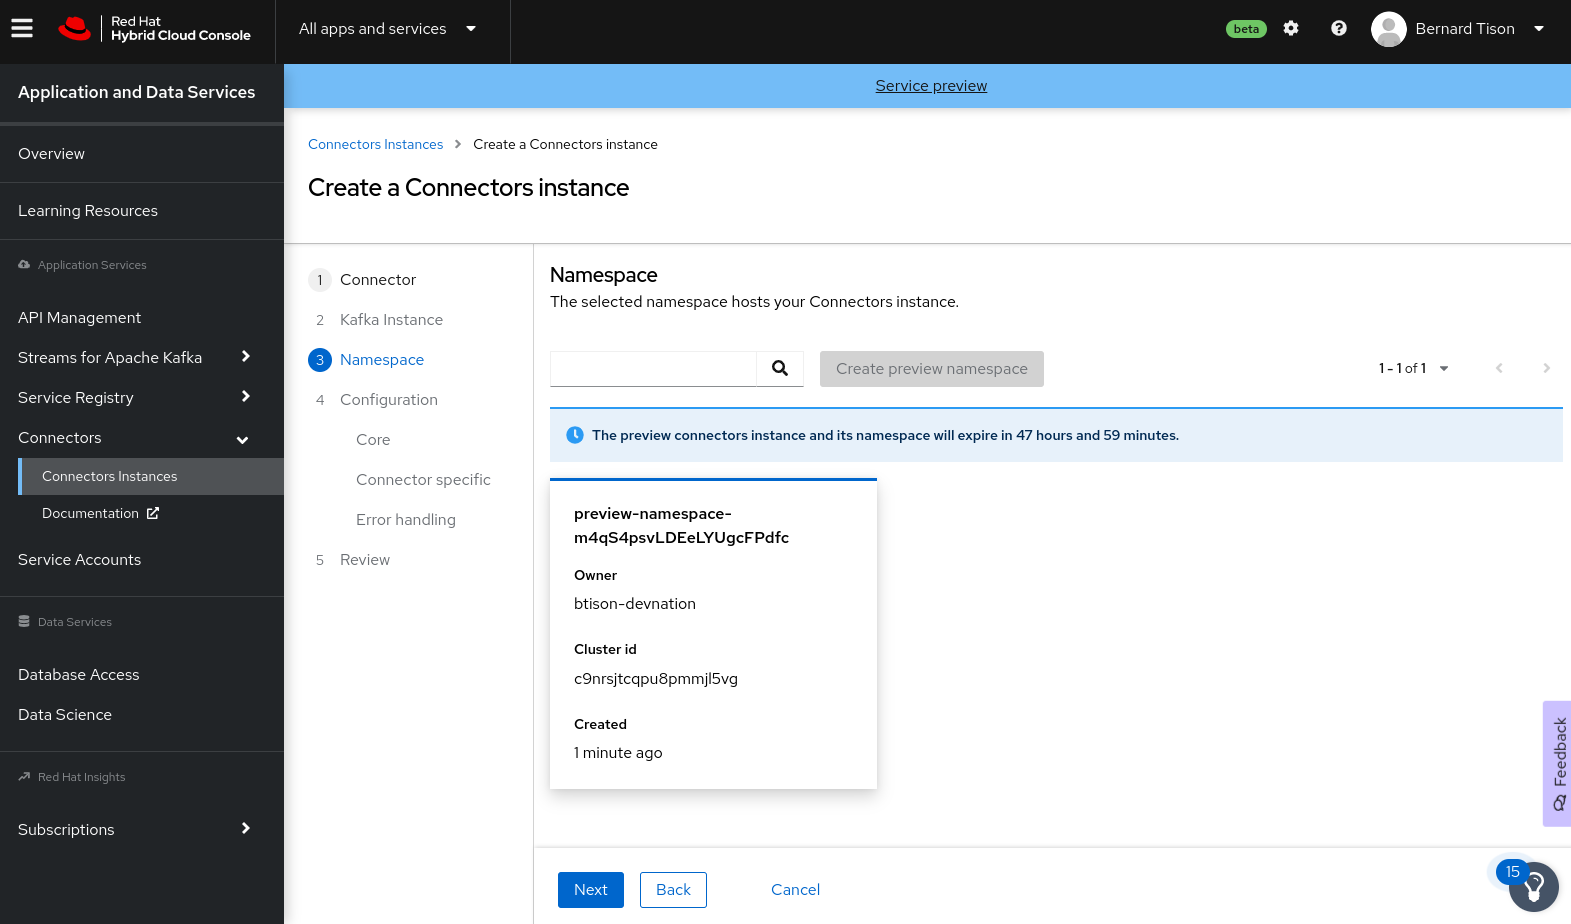 Red Hat
Hybrid Cloud Console
All apps and services
beta
Bernard Tison
Application and Data Services
Overview
Learning Resources
Application Services
API Management
Streams for Apache Kafka
Service Registry
Connectors
Connectors Instances
Documentation
Service Accounts
Data Services
Database Access
Data Science
Red Hat Insights
Subscriptions
Service preview
Connectors Instances > Create a Connectors instance
Create a Connectors instance
1 Connector
2 Kafka Instance
3 Namespace
4 Configuration
Core
Connector specific
Error handling
5 Review
Namespace
The selected namespace hosts your Connectors instance.
Create preview namespace
1 - 1 of 1
The preview connectors instance and its namespace will expire in 47 hours and 59 minutes.
preview-namespace-
m4qS4psvLDEeLYUgcFPdfc
Owner
btison-devnation
Cluster id
c9nrsjtcqpu8pmmjl5vg
Created
1 minute ago
Next
Back
Cancel
Feedback
15